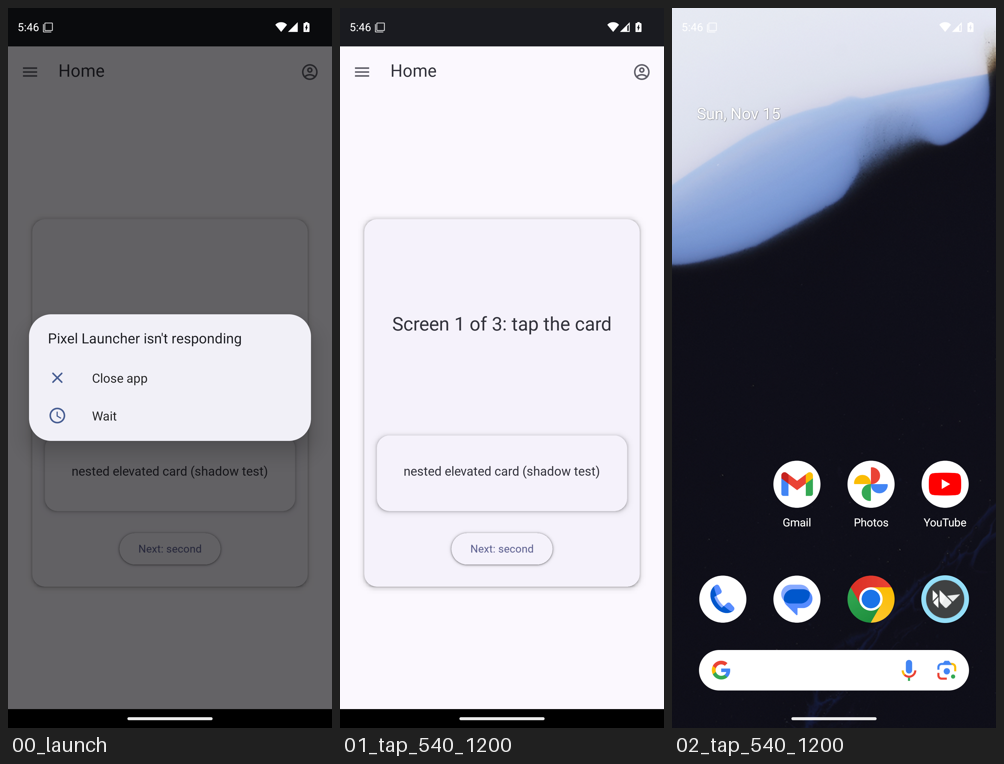 5:46
Home
Pixel Launcher isn't responding
Close app
Wait
nested elevated card (shadow test)
Next: second
00_launch
5:46
Home
Screen 1 of 3: tap the card
nested elevated card (shadow test)
Next: second
01_tap_540_1200
5:46
Sun, Nov 15
Gmail
Photos
YouTube
02_tap_540_1200